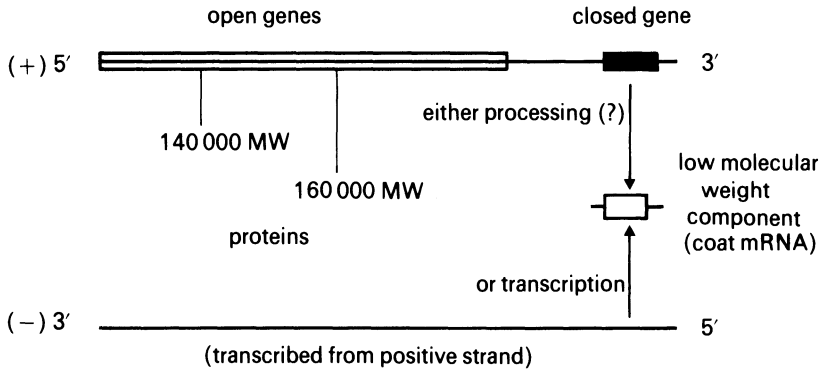 open genes
closed gene
(+) 5′
3′
either processing (?)
140 000 MW
160 000 MW
low molecular
weight
component
(coat mRNA)
proteins
or transcription
(−) 3′
5′
(transcribed from positive strand)